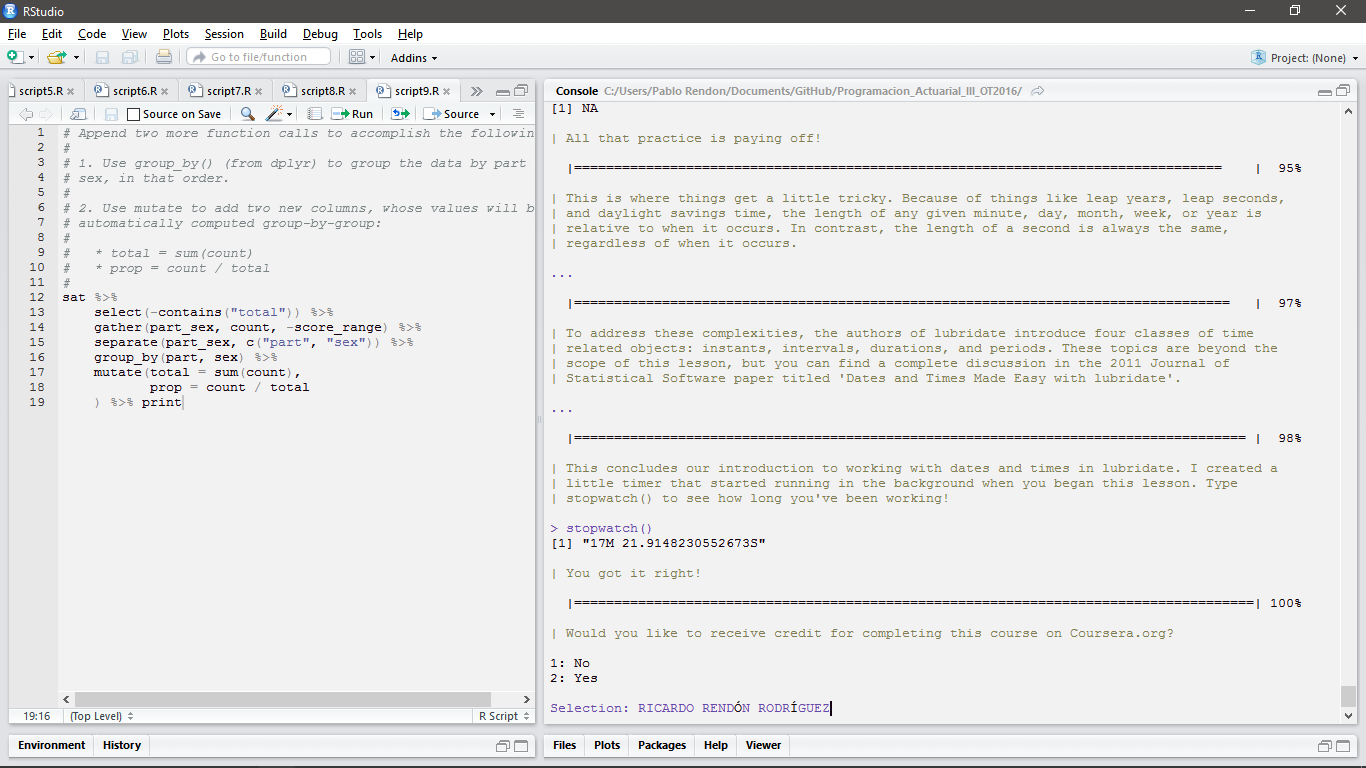 RStudio
File Edit Code View Plots Session Build Debug Tools Help
Go to file/function Addins Project: (None)
script5.R script6.R script7.R script8.R script9.R
Source on Save Run Source
1 # Append two more function calls to accomplish the followin
2 #
3 # 1. Use group_by() (from dplyr) to group the data by part
4 # sex, in that order.
5 #
6 # 2. Use mutate to add two new columns, whose values will b
7 # automatically computed group-by-group:
8 #
9 #   * total = sum(count)
10 #   * prop = count / total
11 #
12 sat %>%
13     select(-contains("total")) %>%
14     gather(part_sex, count, -score_range) %>%
15     separate(part_sex, c("part", "sex")) %>%
16     group_by(part, sex) %>%
17     mutate(total = sum(count),
18            prop = count / total
19     ) %>% print
19:16 (Top Level) R Script
Environment History
Console C:/Users/Pablo Rendon/Documents/GitHub/Programacion_Actuarial_III_OT2016/
[1] NA
| All that practice is paying off!
|=================================================================================    |  95%
| This is where things get a little tricky. Because of things like leap years, leap seconds,
| and daylight savings time, the length of any given minute, day, month, week, or year is
| relative to when it occurs. In contrast, the length of a second is always the same,
| regardless of when it occurs.
...
|==================================================================================   |  97%
| To address these complexities, the authors of lubridate introduce four classes of time
| related objects: instants, intervals, durations, and periods. These topics are beyond the
| scope of this lesson, but you can find a complete discussion in the 2011 Journal of
| Statistical Software paper titled 'Dates and Times Made Easy with lubridate'.
...
|==================================================================================== |  98%
| This concludes our introduction to working with dates and times in lubridate. I created a
| little timer that started running in the background when you began this lesson. Type
| stopwatch() to see how long you've been working!
> stopwatch()
[1] "17M 21.9148230552673S"
| You got it right!
|=====================================================================================| 100%
| Would you like to receive credit for completing this course on Coursera.org?
1: No
2: Yes
Selection: RICARDO RENDÓN RODRÍGUEZ
Files Plots Packages Help Viewer